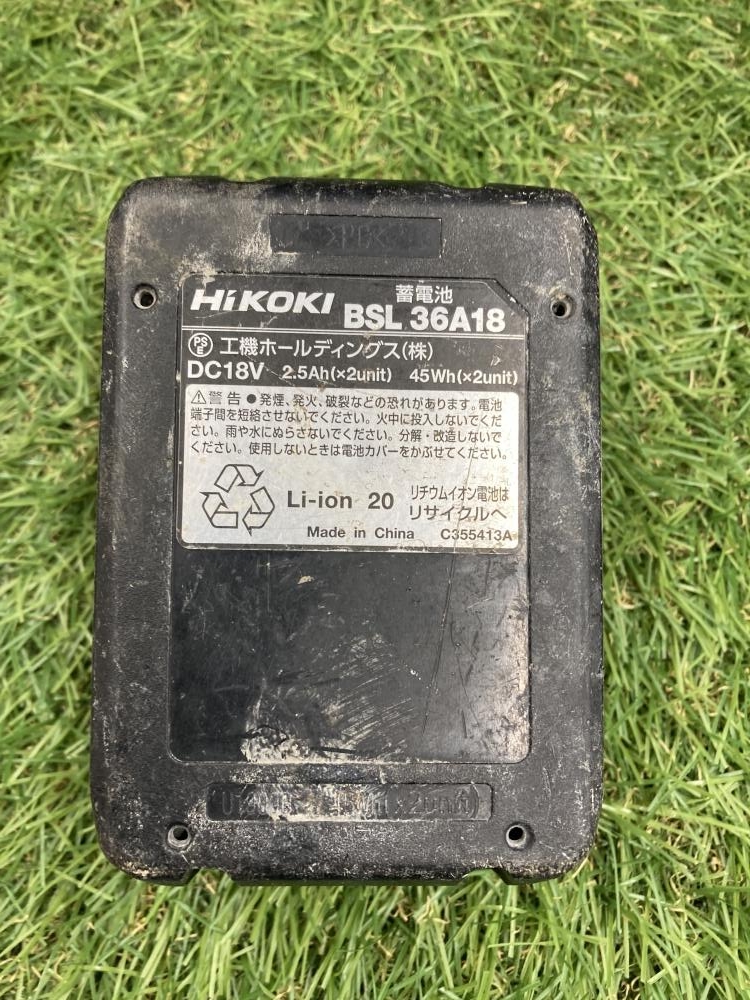 HiKOKI 蓄電池 BSL 36A18
PSE 工機ホールディングス(株)
DC18V 2.5Ah(×2unit) 45Wh(×2unit)
⚠警告 ●発煙、発火、破裂などの恐れがあります。電池
端子間を短絡させないでください。火中に投入しないでくだ
さい。雨や水にぬらさないでください。分解・改造しないで
ください。使用しないときは電池カバーをかぶせてください。
Li-ion 20 リチウムイオン電池は
リサイクルへ
Made in China C355413A
×2unit